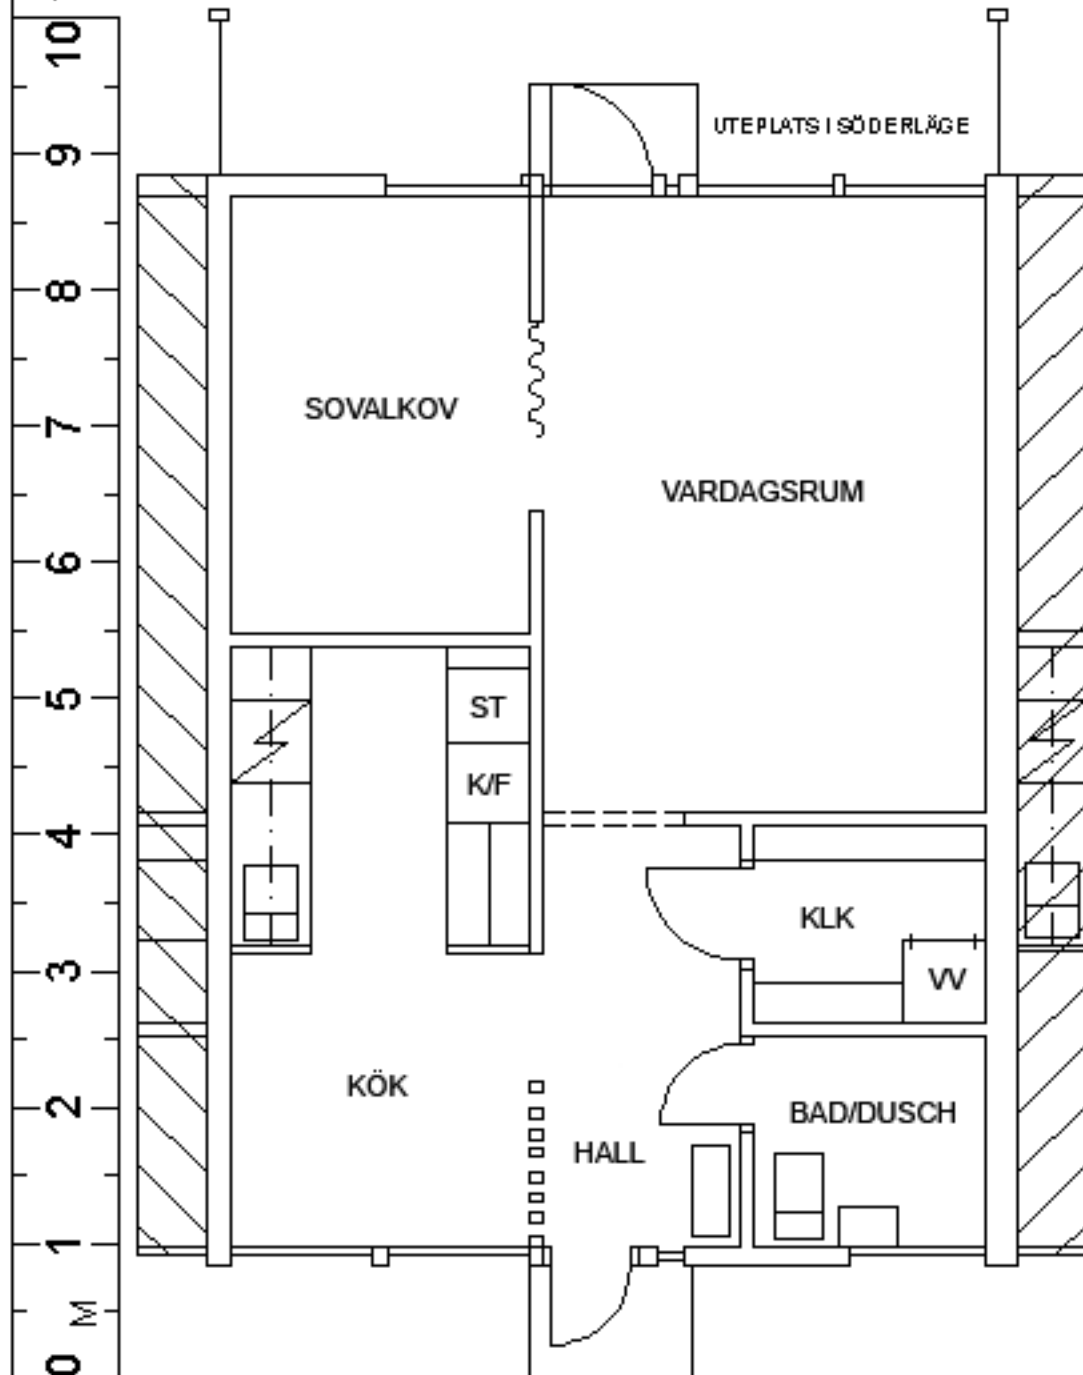 10
UTEPLATS I SÖDERLÄGE
9
8
SOVALKOV
7
VARDAGSRUM
6
5
ST
K/F
4
KLK
3
VV
KÖK
2
BAD/DUSCH
HALL
1
M
0